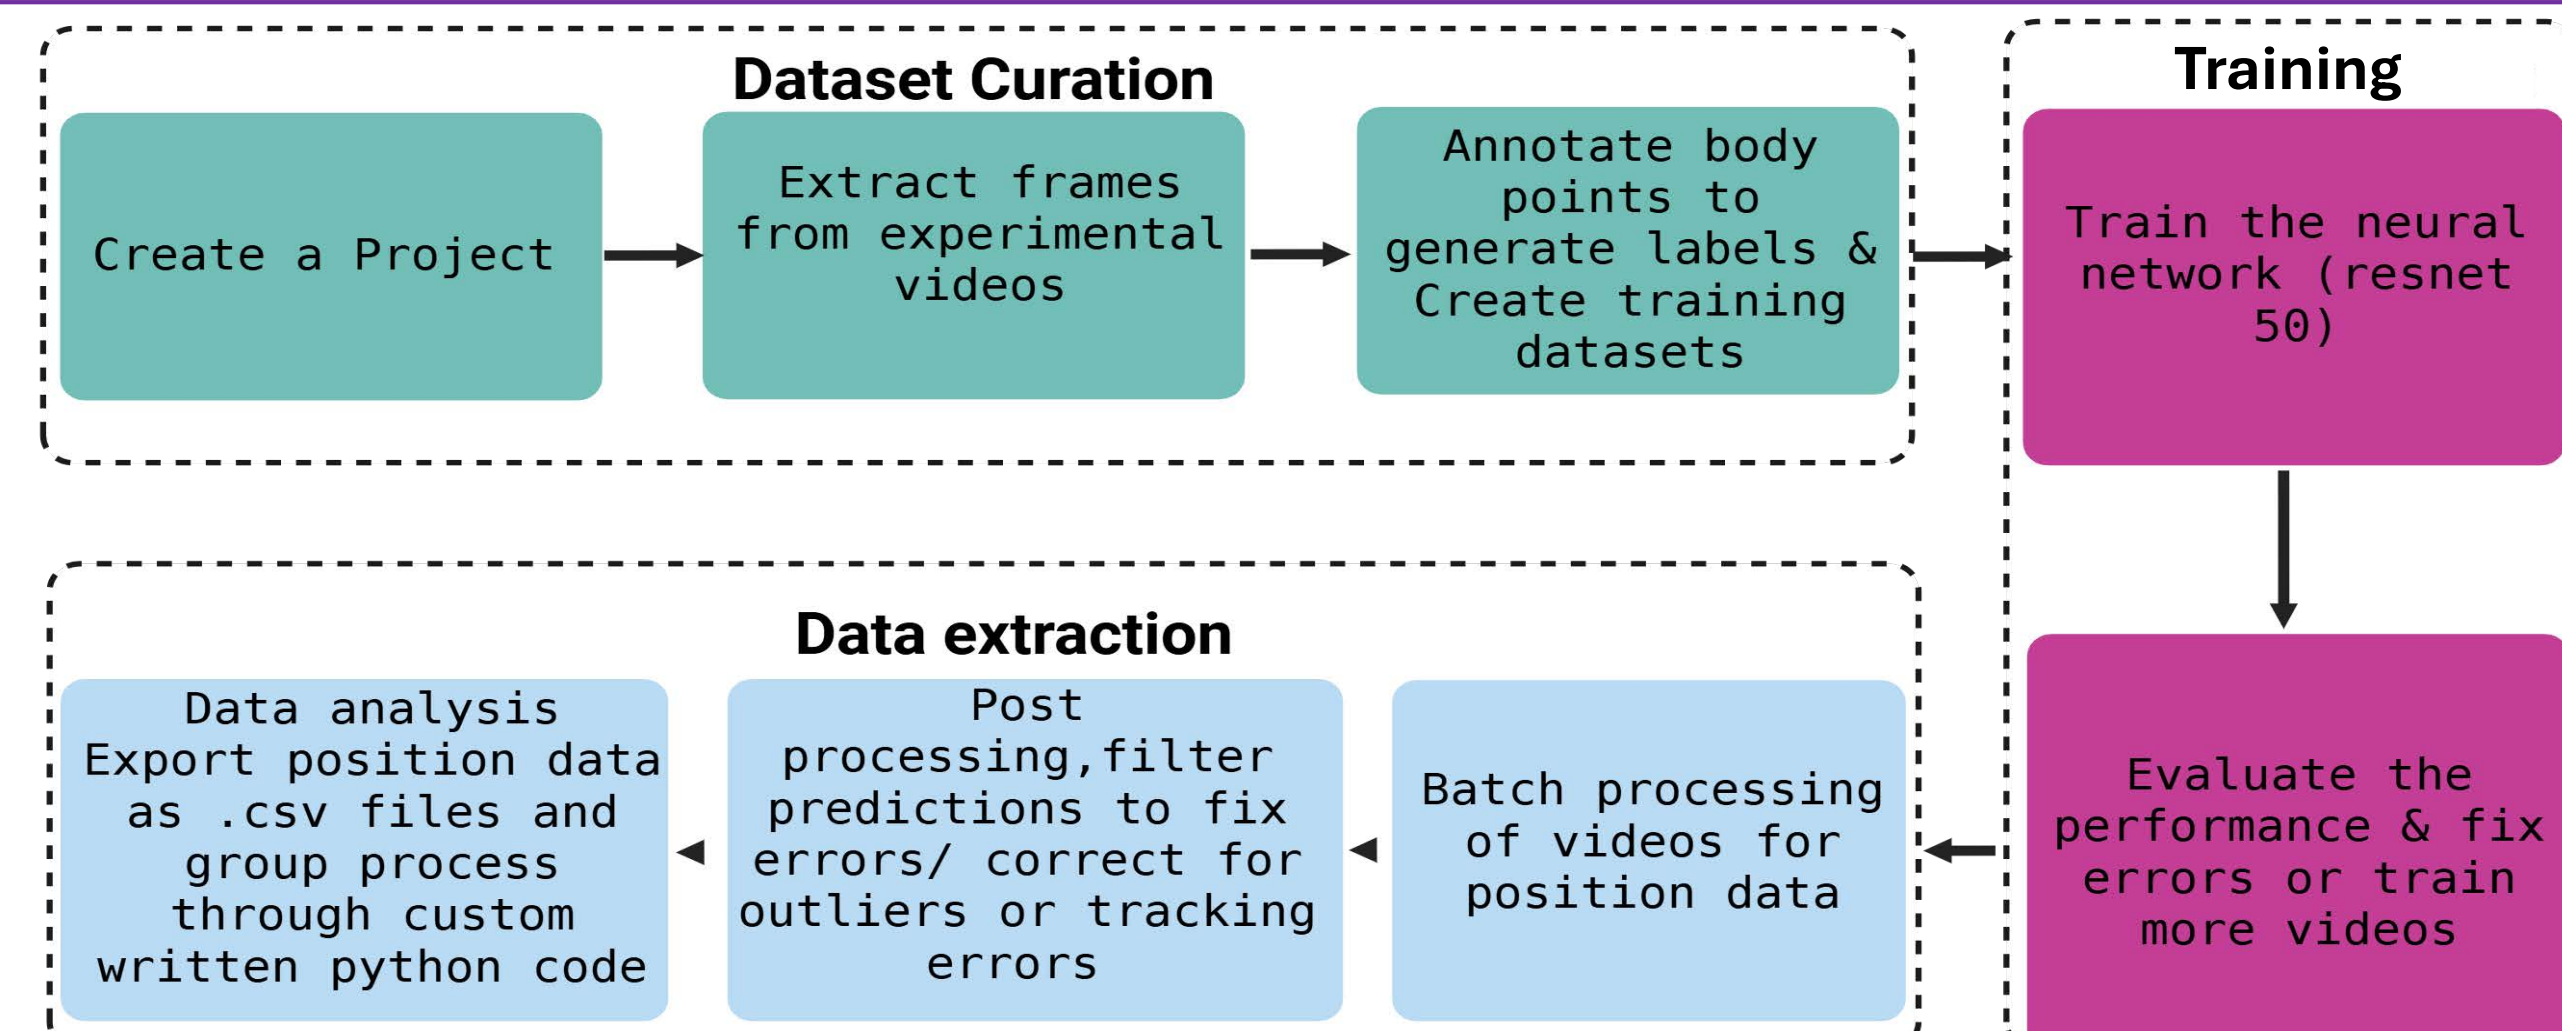 Dataset Curation
Create a Project
Extract frames
from experimental
videos
Annotate body
points to
generate labels &
Create training
datasets
Training
Train the neural
network (resnet
50)
Evaluate the
performance & fix
errors or train
more videos
Data extraction
Batch processing
of videos for
position data
Post
processing,filter
predictions to fix
errors/ correct for
outliers or tracking
errors
Data analysis
Export position data
as .csv files and
group process
through custom
written python code